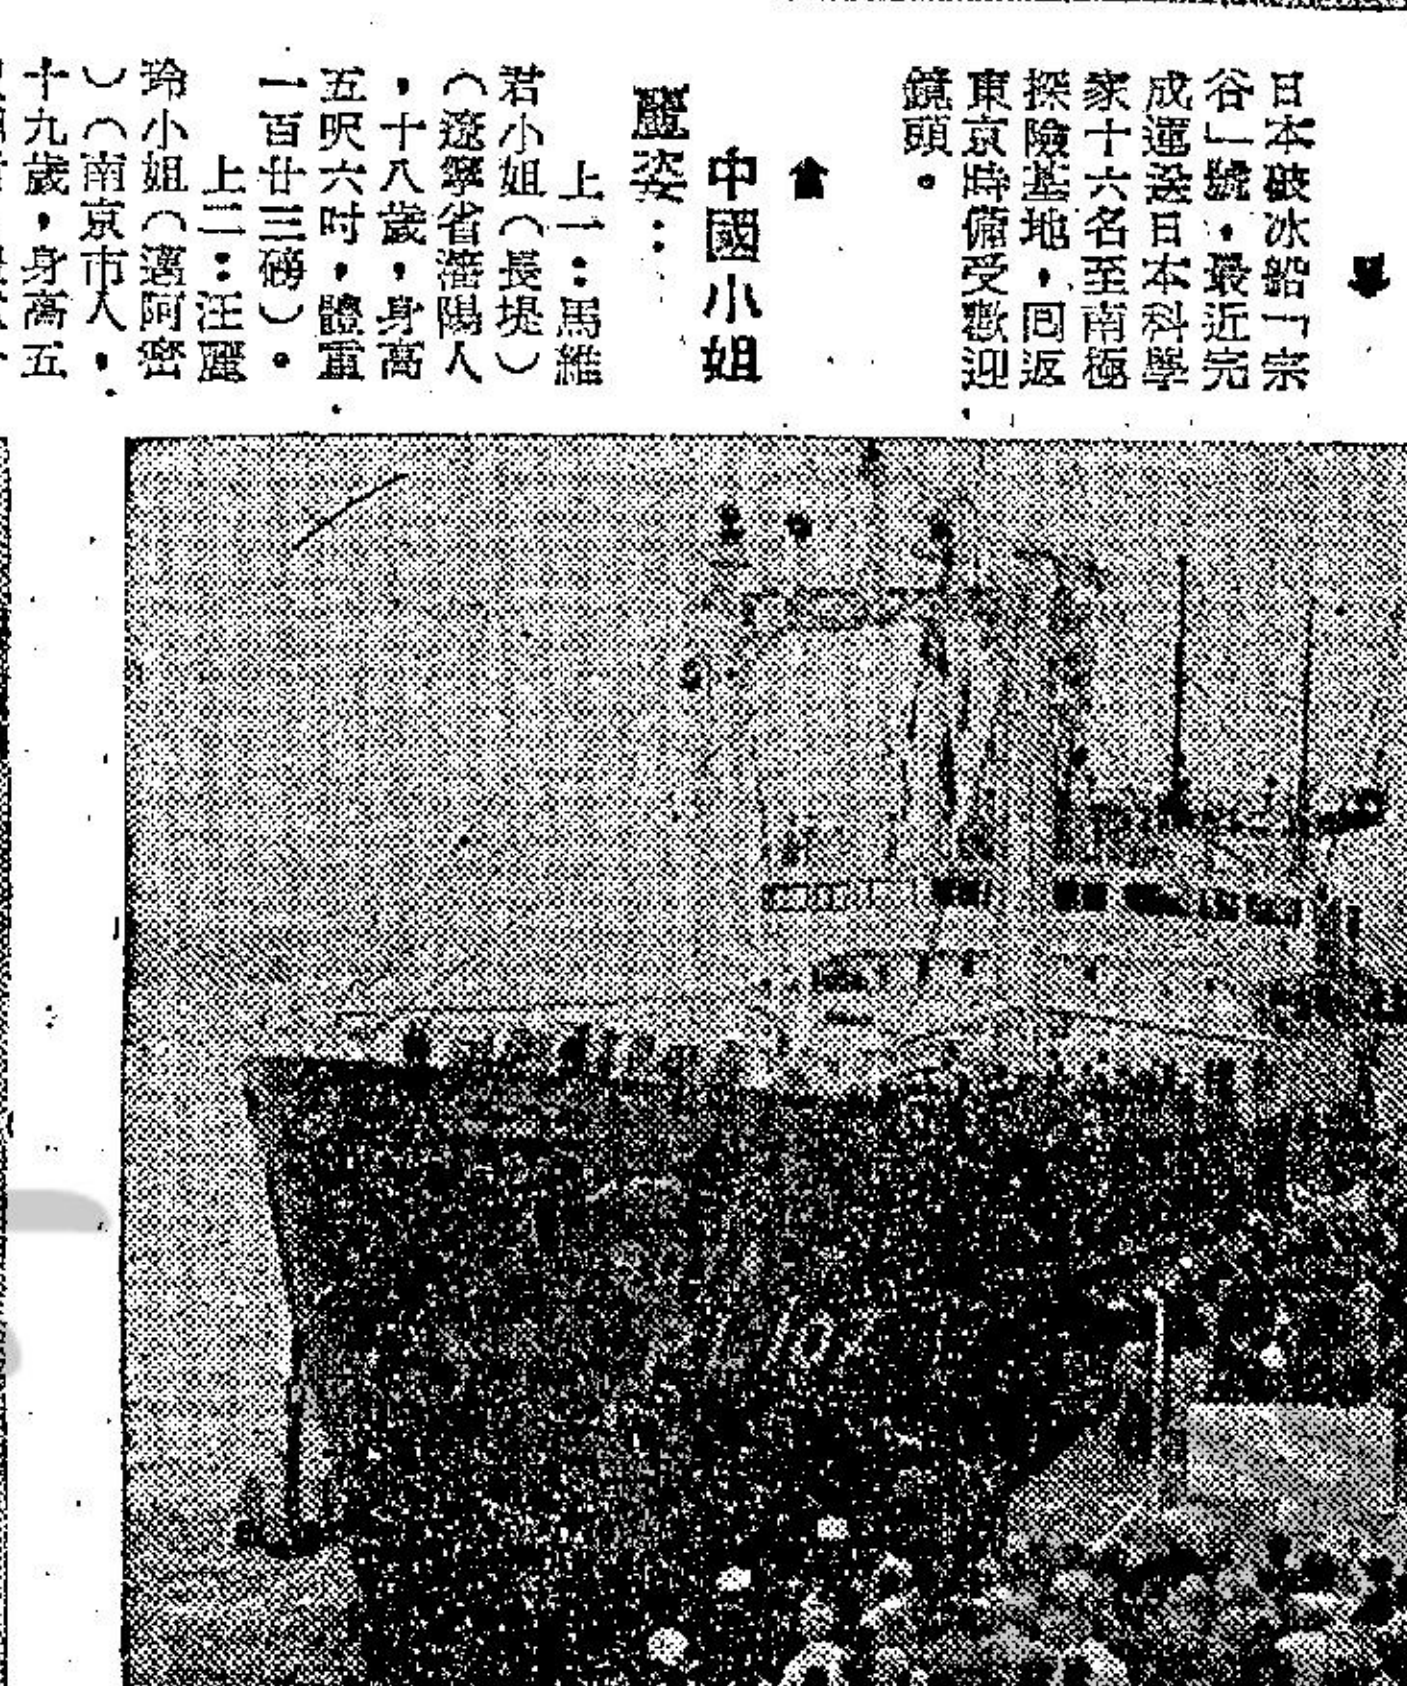 日本破冰船「宗
谷」號，最近完
成運送日本科學
家十六名至南極
探險基地，回返
東京時備受歡迎
鏡頭。
中國小姐
麗姿：
上一：馬維
君小姐（長堤）
（遼寧省瀋陽人
，十八歲，身高
五呎六吋，體重
一百廿三磅）。
上二：汪麗
玲小姐（邁阿密
）（南京市人，
十九歲，身高五